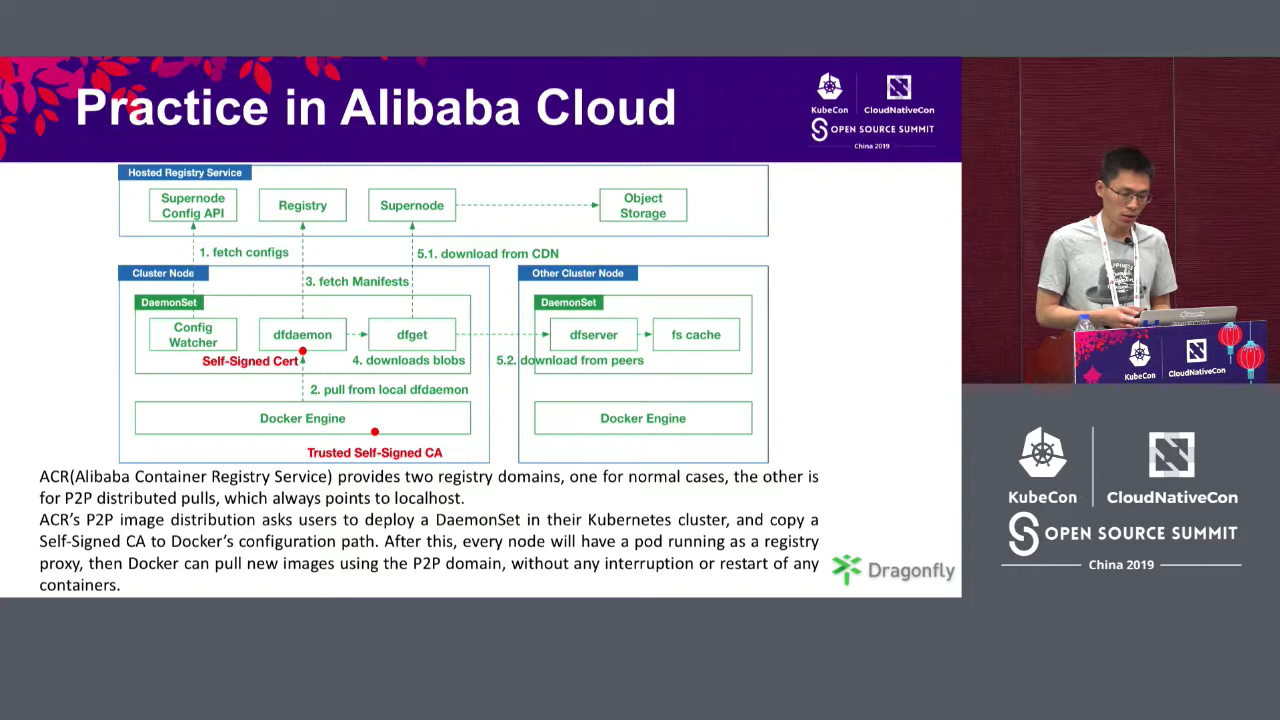 Practice in Alibaba Cloud
KubeCon
CloudNativeCon
OPEN SOURCE SUMMIT
China 2019
Hosted Registry Service
Supernode
Config API
Registry
Supernode
Object
Storage
1. fetch configs
5.1. download from CDN
3. fetch Manifests
Cluster Node
Other Cluster Node
DaemonSet
DaemonSet
Config
Watcher
dfdaemon
dfget
dfserver
fs cache
Self-Signed Cert
4. downloads blobs
5.2. download from peers
2. pull from local dfdaemon
Docker Engine
Docker Engine
Trusted Self-Signed CA
ACR(Alibaba Container Registry Service) provides two registry domains, one for normal cases, the other is
for P2P distributed pulls, which always points to localhost.
ACR's P2P image distribution asks users to deploy a DaemonSet in their Kubernetes cluster, and copy a
Self-Signed CA to Docker's configuration path. After this, every node will have a pod running as a registry
proxy, then Docker can pull new images using the P2P domain, without any interruption or restart of any
containers.
Dragonfly
KubeCon
CloudNativeCon
KubeCon
CloudNativeCon
OPEN SOURCE SUMMIT
China 2019